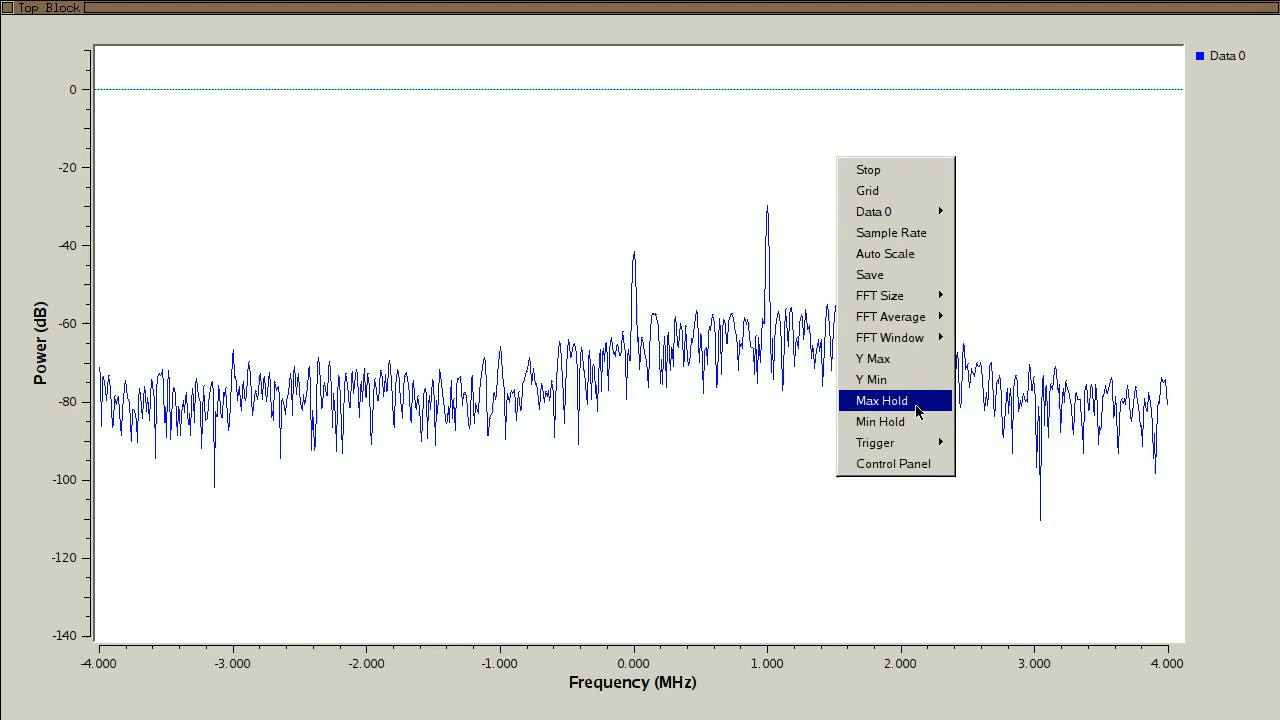 Top Block
Data 0
0
-20
-40
-60
-80
-100
-120
-140
Power (dB)
Stop
Grid
Data 0
Sample Rate
Auto Scale
Save
FFT Size
FFT Average
FFT Window
Y Max
Y Min
Max Hold
Min Hold
Trigger
Control Panel
-4.000 -3.000 -2.000 -1.000 0.000 1.000 2.000 3.000 4.000
Frequency (MHz)